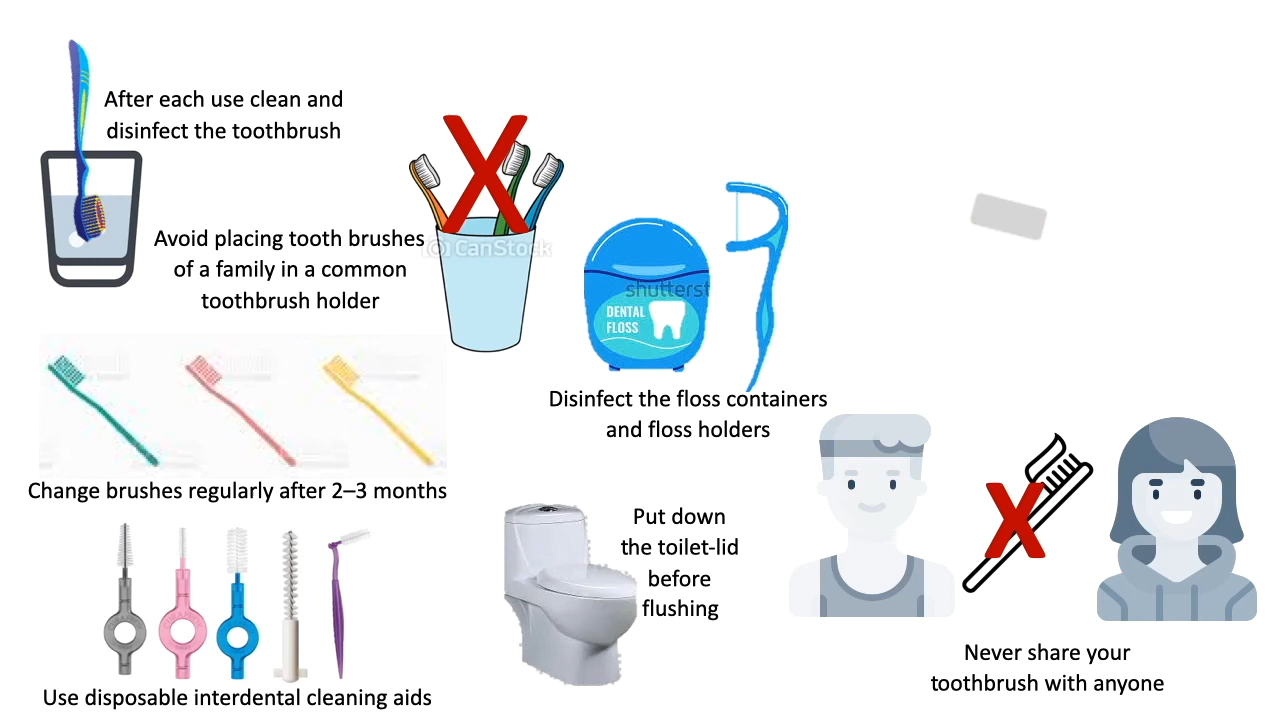 After each use clean and
disinfect the toothbrush
Avoid placing tooth brushes
of a family in a common
toothbrush holder
CanStock
shutterst
DENTAL
FLOSS
Disinfect the floss containers
and floss holders
Change brushes regularly after 2–3 months
Put down
the toilet-lid
before
flushing
Use disposable interdental cleaning aids
Never share your
toothbrush with anyone